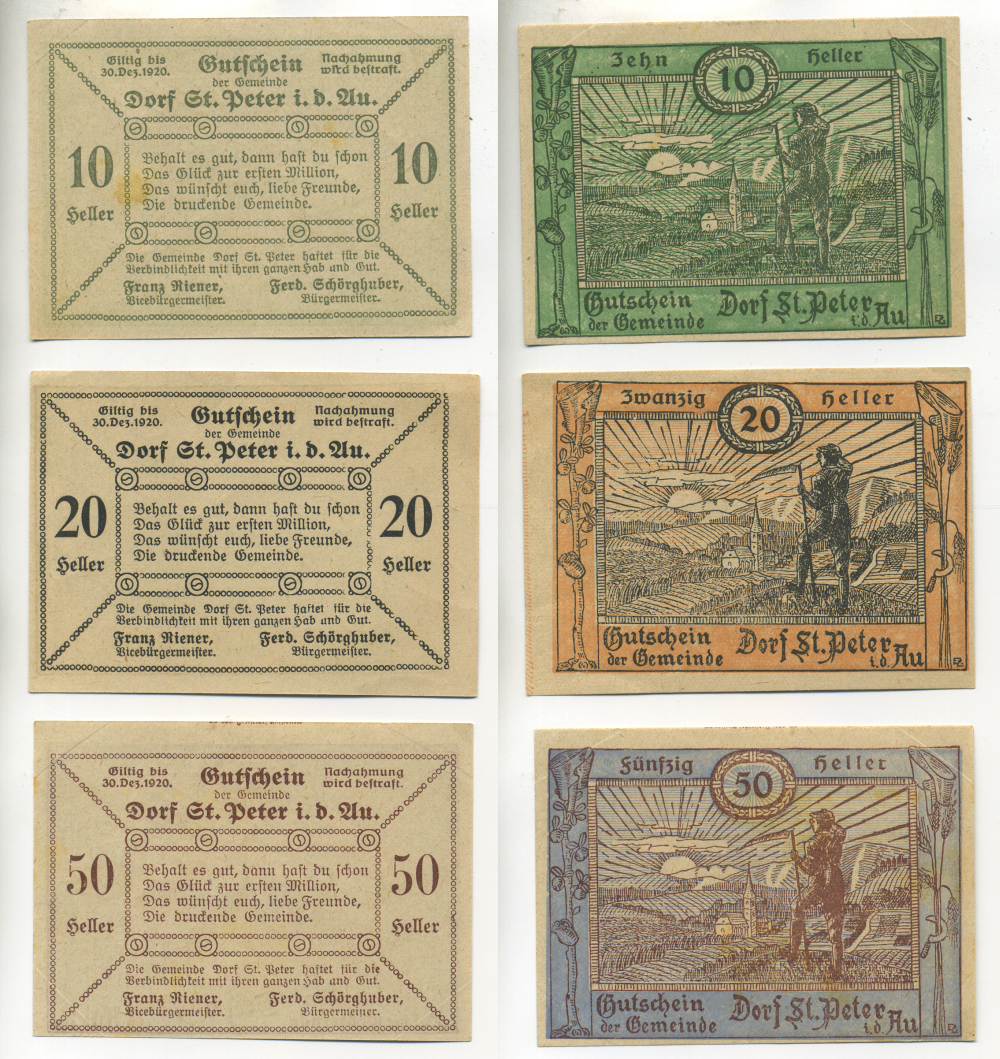 Giltig bis
30.Dez.1920.
Gutschein
Nachahmung
wird bestraft.
der Gemeinde
Dorf St. Peter i. d. Au.
10
Heller
10
Heller
Behalt es gut, dann hast du schon
Das Glück zur ersten Million,
Das wünscht euch, liebe Freunde,
Die druckende Gemeinde.
Die Gemeinde Dorf St. Peter haftet für die
Verbindlichkeit mit ihren ganzen Hab and Gut.
Franz Riener,
Vicebürgermeister.
Ferd. Schörghuber,
Bürgermeister.
Zehn 10 Heller
Gutschein
der Gemeinde
Dorf St. Peter
i.d. Au
Giltig bis
30.Dez.1920.
Gutschein
Nachahmung
wird bestraft.
der Gemeinde
Dorf St. Peter i. d. Au.
20
Heller
20
Heller
Behalt es gut, dann hast du schon
Das Glück zur ersten Million,
Das wünscht euch, liebe Freunde,
Die druckende Gemeinde.
Die Gemeinde Dorf St. Peter haftet für die
Verbindlichkeit mit ihren ganzen Hab and Gut.
Franz Riener,
Vicebürgermeister.
Ferd. Schörghuber,
Bürgermeister.
Zwanzig 20 Heller
Gutschein
der Gemeinde
Dorf St. Peter
i.d. Au
Giltig bis
30.Dez.1920.
Gutschein
Nachahmung
wird bestraft.
der Gemeinde
Dorf St. Peter i. d. Au.
50
Heller
50
Heller
Behalt es gut, dann hast du schon
Das Glück zur ersten Million,
Das wünscht euch, liebe Freunde,
Die druckende Gemeinde.
Die Gemeinde Dorf St. Peter haftet für die
Verbindlichkeit mit ihren ganzen Hab and Gut.
Franz Riener,
Vicebürgermeister.
Ferd. Schörghuber,
Bürgermeister.
Fünfzig 50 Heller
Gutschein
der Gemeinde
Dorf St. Peter
i.d. Au